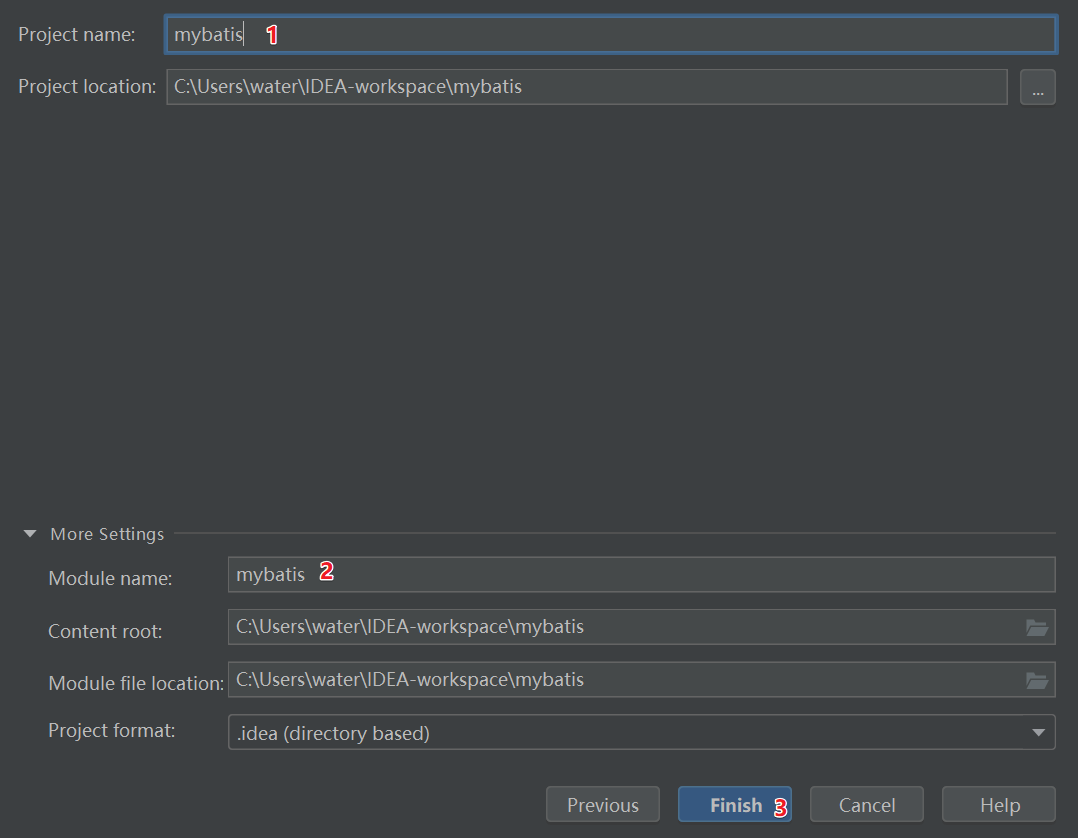 Project name: mybatis 1
Project location: C:\Users\water\IDEA-workspace\mybatis ...
More Settings
Module name: mybatis 2
Content root: C:\Users\water\IDEA-workspace\mybatis
Module file location: C:\Users\water\IDEA-workspace\mybatis
Project format: .idea (directory based)
Previous Finish 3 Cancel Help